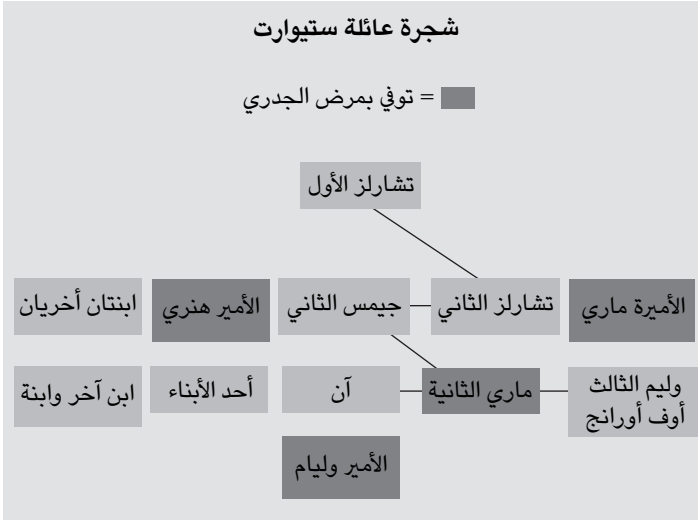 شجرة عائلة ستيوارت
= توفي بمرض الجدري
تشارلز الأول
الأميرة ماري
تشارلز الثاني
جيمس الثاني
الأمير هنري
ابنتان أخريان
وليم الثالث
أوف أورانج
ماري الثانية
آن
أحد الأبناء
ابن آخر وابنة
الأمير وليام